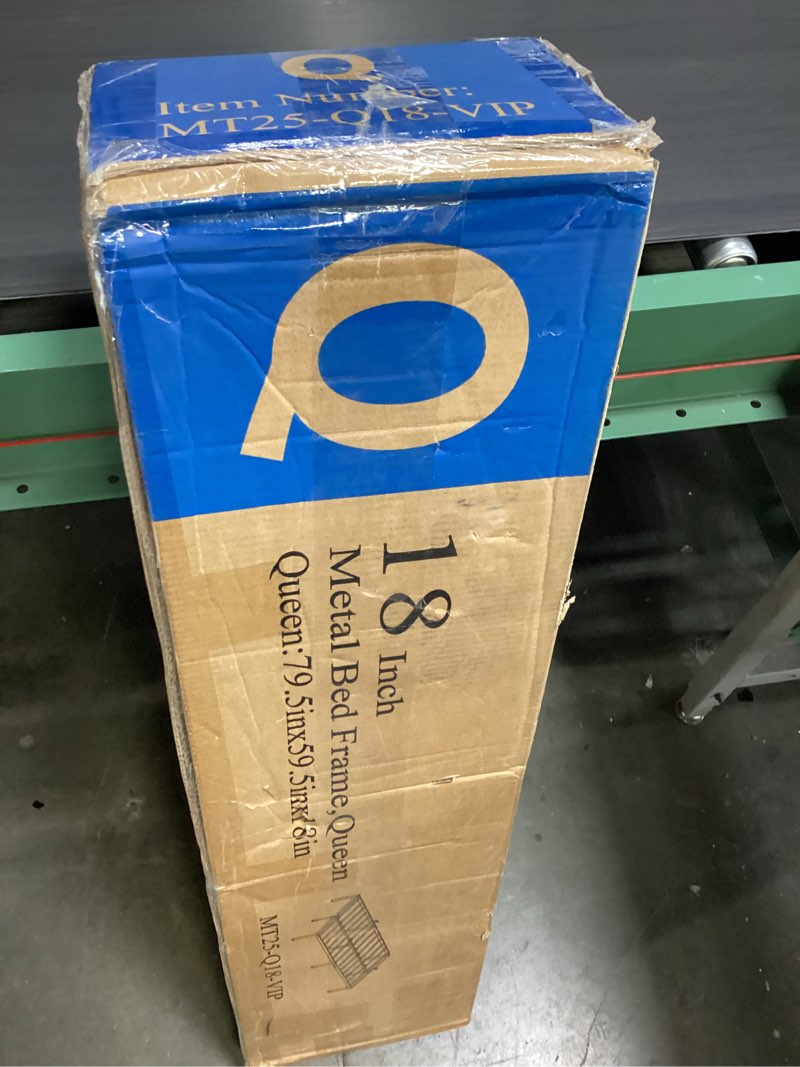 Q
Item Number:
MT25-Q18-VIP
Q
18 Inch
Metal Bed Frame,Queen
Queen:79.5inx59.5inx18in
MT25-Q18-VIP